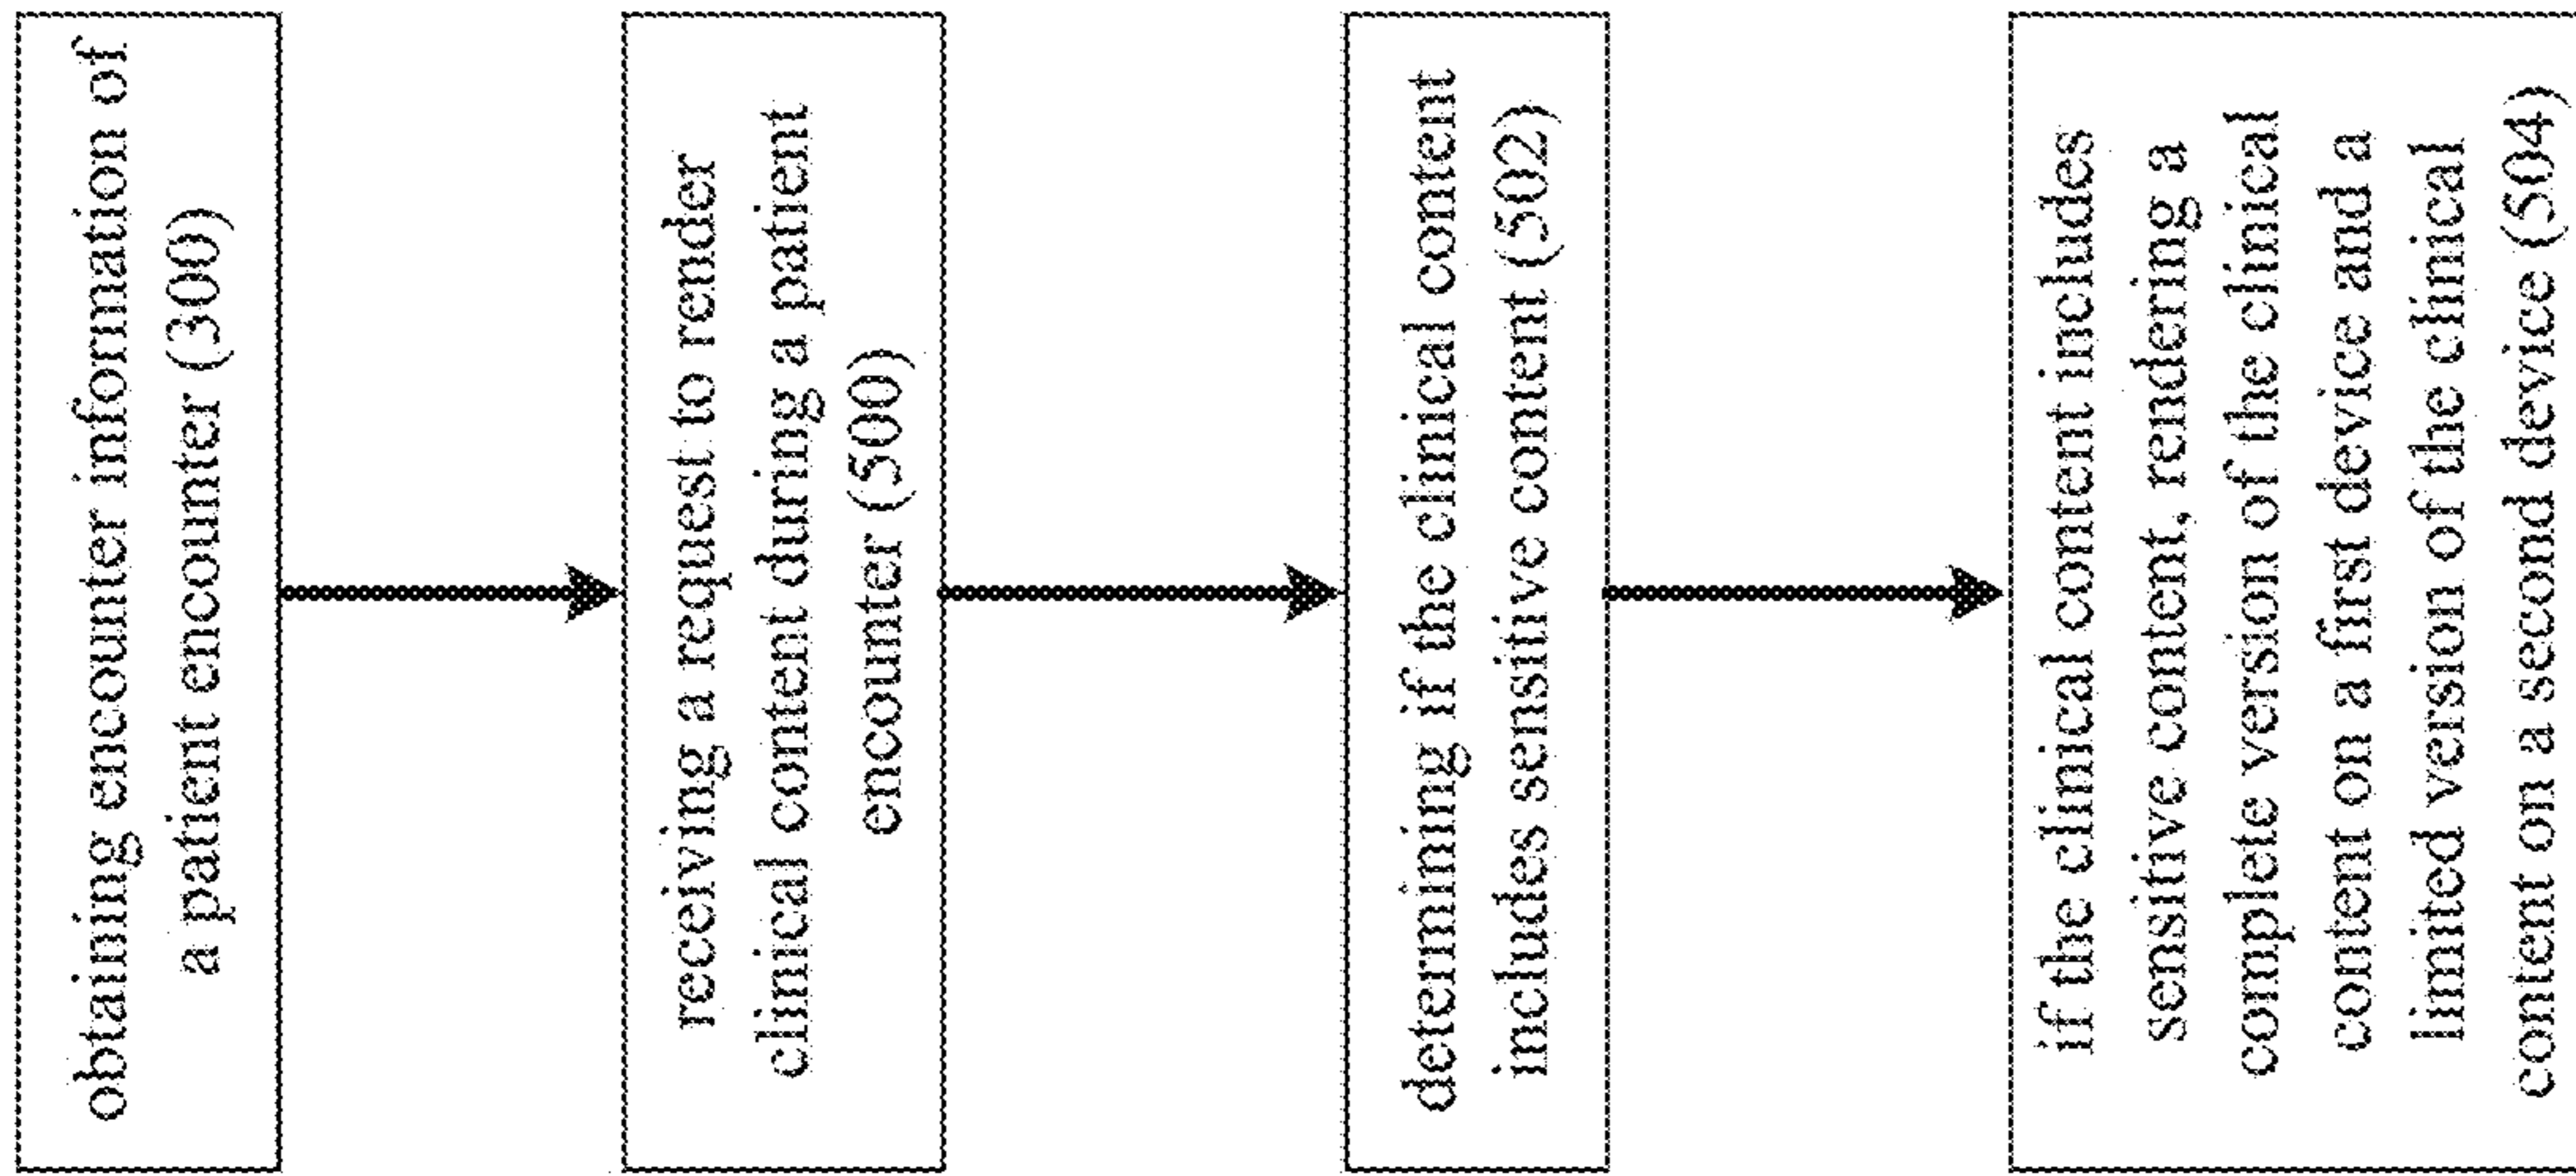 obtaining encounter information of
a patient encounter (300)
receiving a request to render
clinical content during a patient
encounter (500)
determining if the clinical content
includes sensitive content (502)
if the clinical content includes
sensitive content, rendering a
complete version of the clinical
content on a first device and a
limited version of the clinical
content on a second device (504)